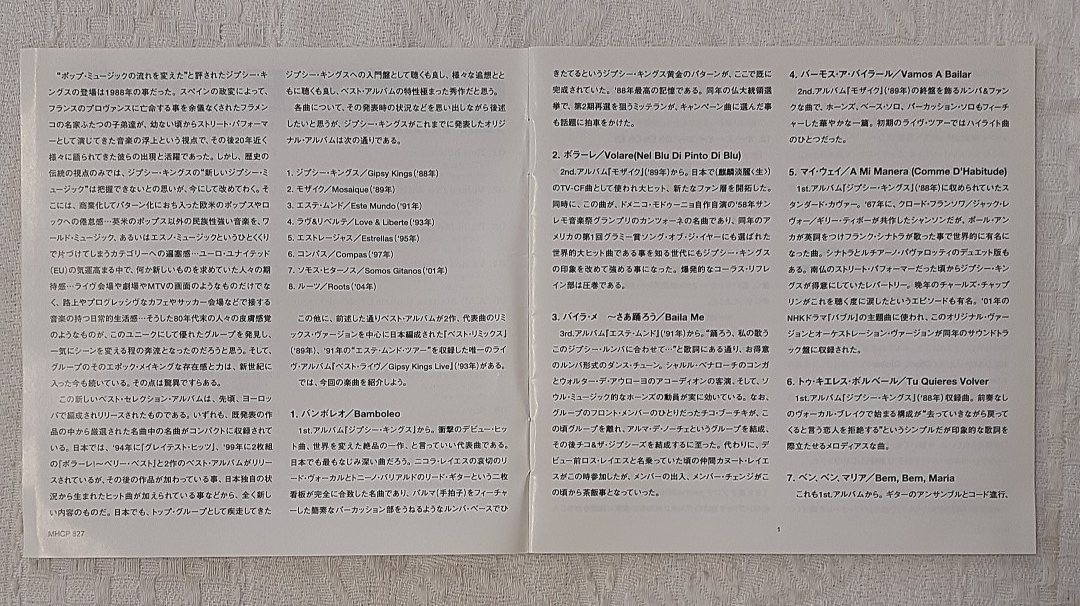 "ポップ・ミュージックの流れを変えた"と評されたジプシー・キ
ングスの登場は1988年の事だった。スペインの政変によって、
フランスのプロヴァンスに亡命する事を余儀なくされたフラメン
コの名家ふたつの子弟達が、幼ない頃からストリート・パフォーマ
ーとして演じてきた音楽の浮上という視点で、その後20年近く
様々に語られてきた彼らの出現と活躍であった。しかし、歴史の
伝統の視点のみでは、ジプシー・キングスの"新しいジプシー・ミ
ュージック"は把握できないとの思いが、今にして改めてわく。そ
こには、商業化してパターン化におち入った欧米のポップスやロ
ックへの倦怠感…英米のポップス以外の民族性強い音楽を、ワ
ールド・ミュージック、あるいはエスノ・ミュージックというひとくくり
で片づけてしまうカテゴリーへの逼塞感…ユーロ・ユナイテッド
(EU)の気運高まる中で、何か新しいものを求めていた人々の期
待感…ライヴ会場や劇場やMTVの画面のようなものだけでな
く、路上やプログレッシヴなカフェやサッカー会場などで接する
音楽の持つ日常的生活感…そうした80年代末の人々の皮膚感覚
のようなものが、このユニークにして優れたグループを発見し、
一気にシーンを変える程の奔流となったのだろうと思う。そして、
グループのそのエポック・メイキングな存在感と力は、新世紀に
入った今も続いている。その点は驚異ですらある。
この新しいベスト・セレクション・アルバムは、先頃、ヨーロッ
パで編成されリリースされたものである。いずれも、既発表の作
品の中から厳選された名曲中の名曲がコンパクトに収録されて
いる。日本では、'94年に「グレイテスト・ヒッツ」、'99年に2枚組
の「ボラーレ!〜ベリー・ベスト」と2作のベスト・アルバムがリリー
スされているが、その後の作品が加わっている事、日本独自の状
況から生まれたヒット曲が加えられている事などから、全く新し
い内容のものだ。日本でも、トップ・グループとして疾走してきた
MHCP 827
ジプシー・キングスへの入門盤として聴くも良し、様々な追想とと
もに聴くも良し、ベスト・アルバムの特性極まった秀作だと思う。
各曲について、その発表時の状況などを思い出しながら後述
したいと思うが、ジプシー・キングスがこれまでに発表したオリジ
ナル・アルバムは次の通りである。
1. ジプシー・キングス/Gipsy Kings('88年)
2. モザイク/Mosaique('89年)
3. エステ・ムンド/Este Mundo('91年)
4. ラヴ&リベルテ/Love & Liberte('93年)
5. エストレージャス/Estrellas('95年)
6. コンパス/Compas('97年)
7. ソモス・ヒターノス/Somos Gitanos('01年)
8. ルーツ/Roots('04年)
この他に、前述した通りベスト・アルバムが2作、代表曲のリミ
ックス・ヴァージョンを中心に日本編成された「ベスト・リミックス」
('89年)、'91年の"エステ・ムンド・ツアー"を収録した唯一のライ
ヴ・アルバム「ベスト・ライヴ/Gipsy Kings Live」('93年)がある。
では、今回の楽曲を紹介しよう。
1. バンボレオ/Bamboleo
1st.アルバム「ジプシー・キングス」から。衝撃のデビュー・ヒッ
ト曲、世界を変えた絶品の一作、と言っていい代表曲である。
日本でも最もなじみ深い曲だろう。ニコラ・レイエスの哀切のリ
ード・ヴォーカルとトニーノ・バリアルドのリード・ギターという二枚
看板が完全に合致した名曲であり、パルマ(手拍子)をフィーチャ
ーした簡素なパーカッション部をうねるようなルンバ・ベースでひ
きたてるというジプシー・キングス黄金のパターンが、ここで既に
完成されていた。'88年最高の記憶である。同年の仏大統領選
挙で、第2期再選を狙うミッテランが、キャンペーン曲に選んだ事
も話題に拍車をかけた。
2. ボラーレ/Volare(Nel Blu Di Pinto Di Blu)
2nd.アルバム「モザイク」('89年)から。日本で〈麒麟淡麗〈生〉〉
のTV-CF曲として使われ大ヒット、新たなファン層を開拓した。
同時に、この曲が、ドメニコ・モドゥーニョ自作自演の'58年サン
レモ音楽祭グランプリのカンツォーネの名曲であり、同年のア
メリカの第1回グラミー賞ソング・オブ・ジ・イヤーにも選ばれた
世界的大ヒット曲である事を知る世代にもジプシー・キングス
の印象を改めて強める事になった。爆発的なコーラス・リフレ
イン部は圧巻である。
3. バイラ・メ 〜さあ踊ろう/Baila Me
3rd.アルバム「エステ・ムンド」('91年)から。"踊ろう、私の歌う
このジプシー・ルンバに合わせて…"と歌詞にある通り、お得意
のルンバ形式のダンス・チューン。シャルル・ベナローチのコンガ
とウォルター・デ・アウローヨのアコーディオンの客演、そして、ソ
ウル・ミュージック的なホーンズの動員が実に効いている。なお、
グループのフロント・メンバーのひとりだったチコ・ブーチキが、こ
の頃グループを離れ、アルマ・デ・ノーチェというグループを結成、
その後チコ&ザ・ジプシーズを結成するに至った。代わりに、デ
ビュー前ロス・レイエスと名乗っていた頃の仲間カヌート・レイエ
スがこの時参加したが、メンバーの出入、メンバー・チェンジがこ
の頃から茶飯事となっていった。
4. バーモス・ア・バイラール/Vamos A Bailar
2nd.アルバム「モザイク」('89年)の終盤を飾るルンバ&ファン
クな曲で、ホーンズ、ベース・ソロ、パーカッション・ソロもフィーチ
ャーした華やかな一篇。初期のライヴ・ツアーではハイライト曲
のひとつだった。
5. マイ・ウェイ/A Mi Manera (Comme D'Habitude)
1st.アルバム「ジプシー・キングス」('88年)に収められていたス
タンダード・カヴァー。'67年に、クロード・フランソワ/ジャック・レ
ヴォー/ギリー・ティボーが共作したシャンソンだが、ポール・アン
カが英詞をつけフランク・シナトラが歌った事で世界的に有名に
なった曲。シナトラとルチアーノ・パヴァロッティのデュエット版も
ある。南仏のストリート・パフォーマーだった頃からジプシー・キン
グスが得意にしていたレパートリー。晩年のチャールズ・チャップ
リンがこれを聴く度に涙したというエピソードも有名。'01年の
NHKドラマ「バブル」の主題曲に使われ、このオリジナル・ヴァー
ジョンとオーケストレーション・ヴァージョンが同年のサウンドトラ
ック盤に収録された。
6. トゥ・キエレス・ボルベール/Tu Quieres Volver
1st.アルバム「ジプシー・キングス」('88年)収録曲。前奏なし
のヴォーカル・ブレイクで始まる構成が"去っていきながら戻って
くると言う恋人を拒絶する"というシンプルだが印象的な歌詞を
際立たせるメロディアスな曲。
7. ベン、ベン、マリア/Bem, Bem, Maria
これも1st.アルバムから。ギターのアンサンブルとコード進行、
1